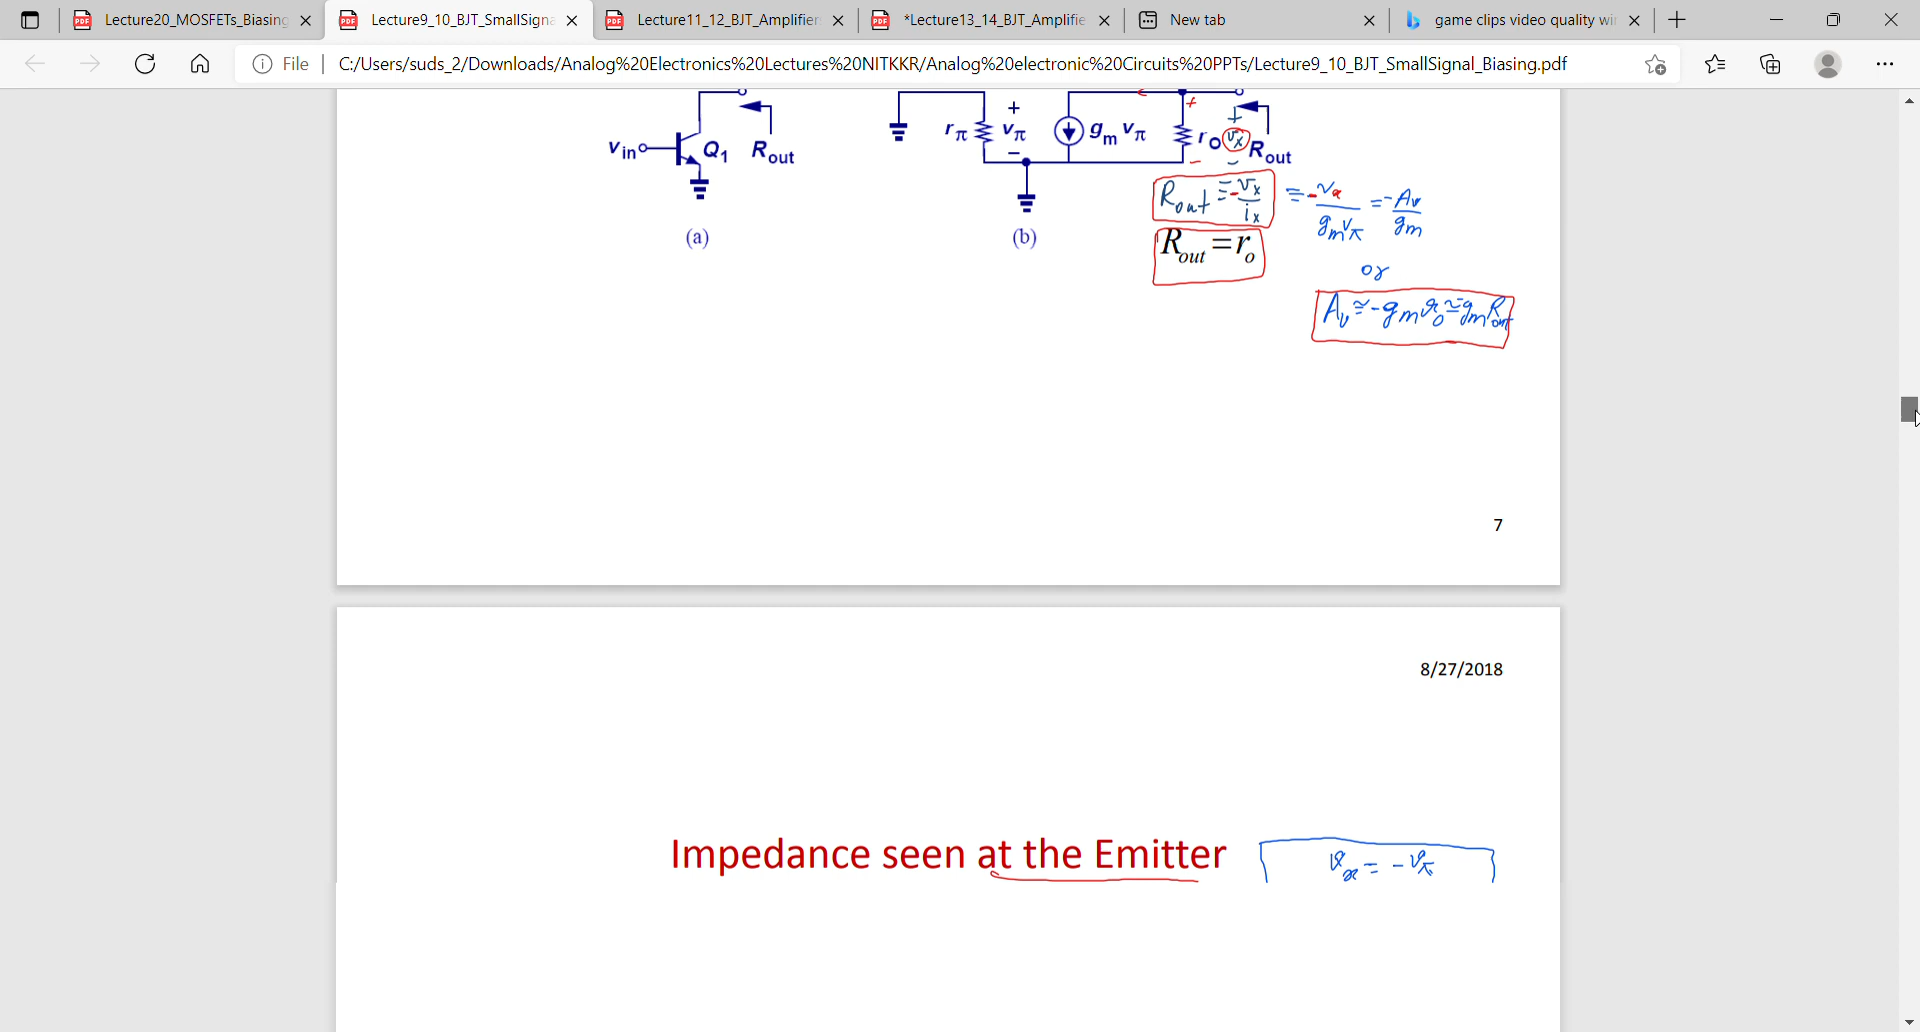 Lecture20_MOSFETs_Biasing
Lecture9_10_BJT_SmallSigna
Lecture11_12_BJT_Amplifier
*Lecture13_14_BJT_Amplifie
New tab
game clips video quality wi
File
C:/Users/suds_2/Downloads/Analog%20Electronics%20Lectures%20NITKKR/Analog%20electronic%20Circuits%20PPTs/Lecture9_10_BJT_SmallSignal_Biasing.pdf
Vin Q1 Rout
rπ + vπ − gm vπ + ro − + vx − Rout
Rout = -vx/ix = -vx/gmvπ = -Av/gm
(a) (b)
Rout = ro
or
Av ≅ -gmro ≅ gmRout
7
8/27/2018
Impedance seen at the Emitter
vx = -vπ